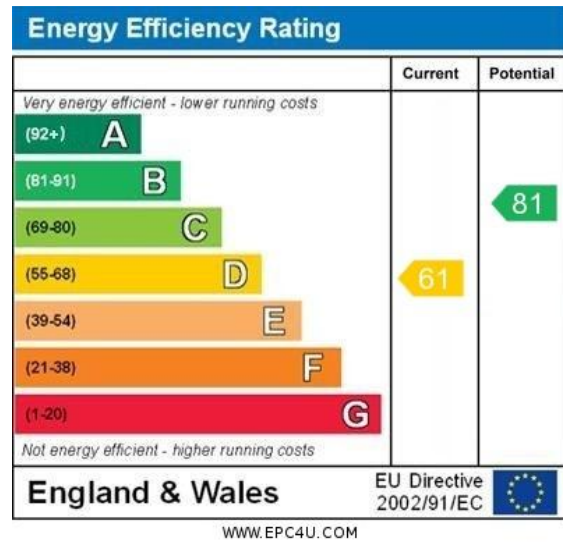 Energy Efficiency Rating
Current Potential
Very energy efficient - lower running costs
(92+) A
(81-91) B
(69-80) C
(55-68) D
(39-54) E
(21-38) F
(1-20) G
81
61
Not energy efficient - higher running costs
England & Wales
EU Directive
2002/91/EC
WWW.EPC4U.COM